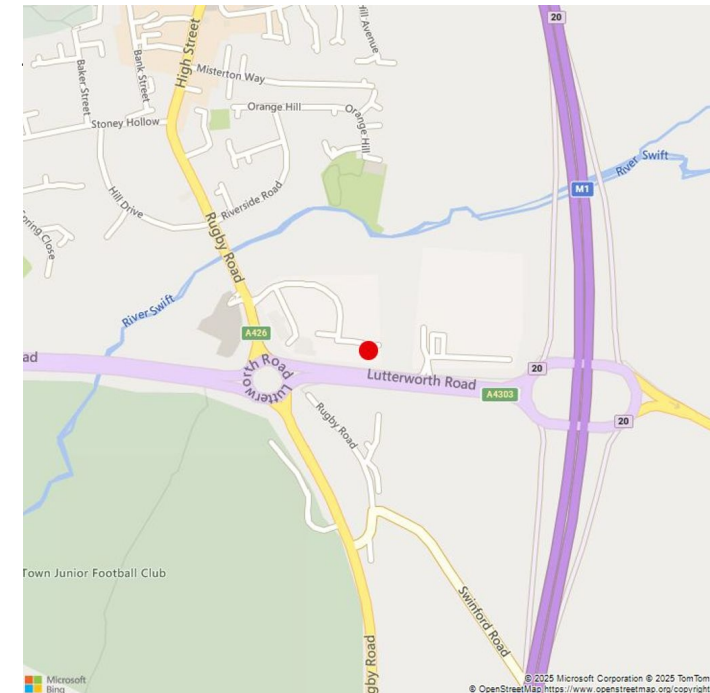 20
High Street
Hill Avenue
Baker Street
Bank Street
Misterton Way
Orange Hill
Orange Hill
Stoney Hollow
River Swift
M1
Hill Drive
Riverside Road
Rugby Road
oring Close
River Swift
A426
ad
Lutterworth Road
Lutterworth Road
20
A4303
20
Rugby Road
Town Junior Football Club
Swinford Road
gby Road
Microsoft
Bing
© 2025 Microsoft Corporation © 2025 TomTom
© OpenStreetMap,https://www.openstreetmap.org/copyright